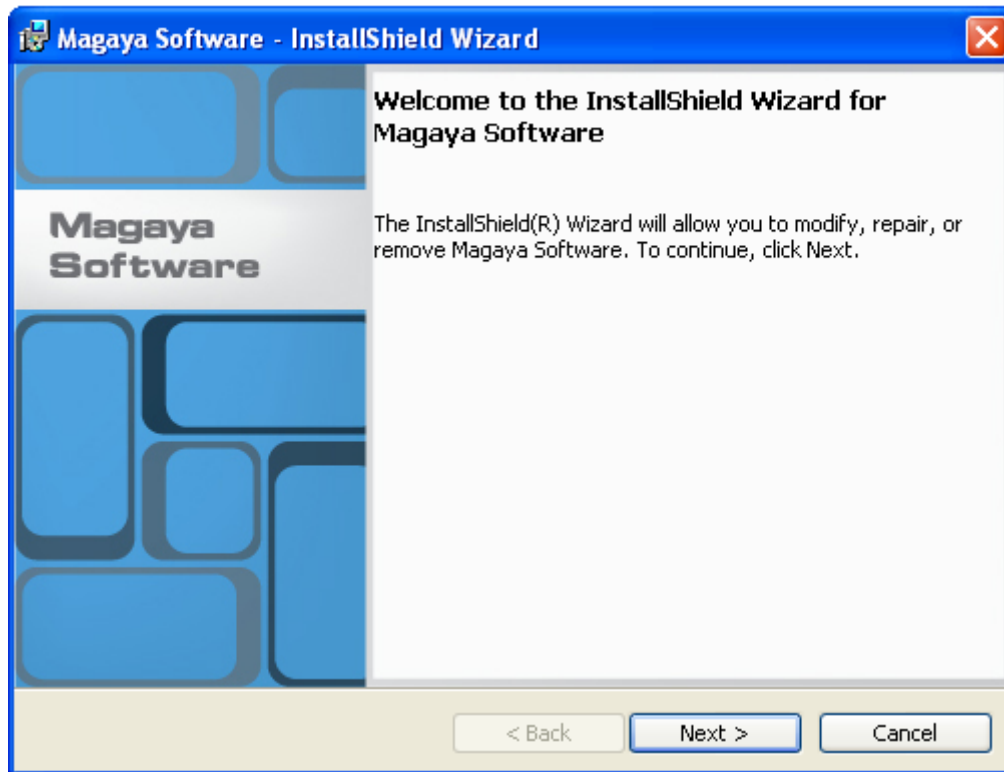 Magaya Software - InstallShield Wizard
Welcome to the InstallShield Wizard for
Magaya Software
Magaya
Software
The InstallShield(R) Wizard will allow you to modify, repair, or
remove Magaya Software. To continue, click Next.
< Back
Next >
Cancel